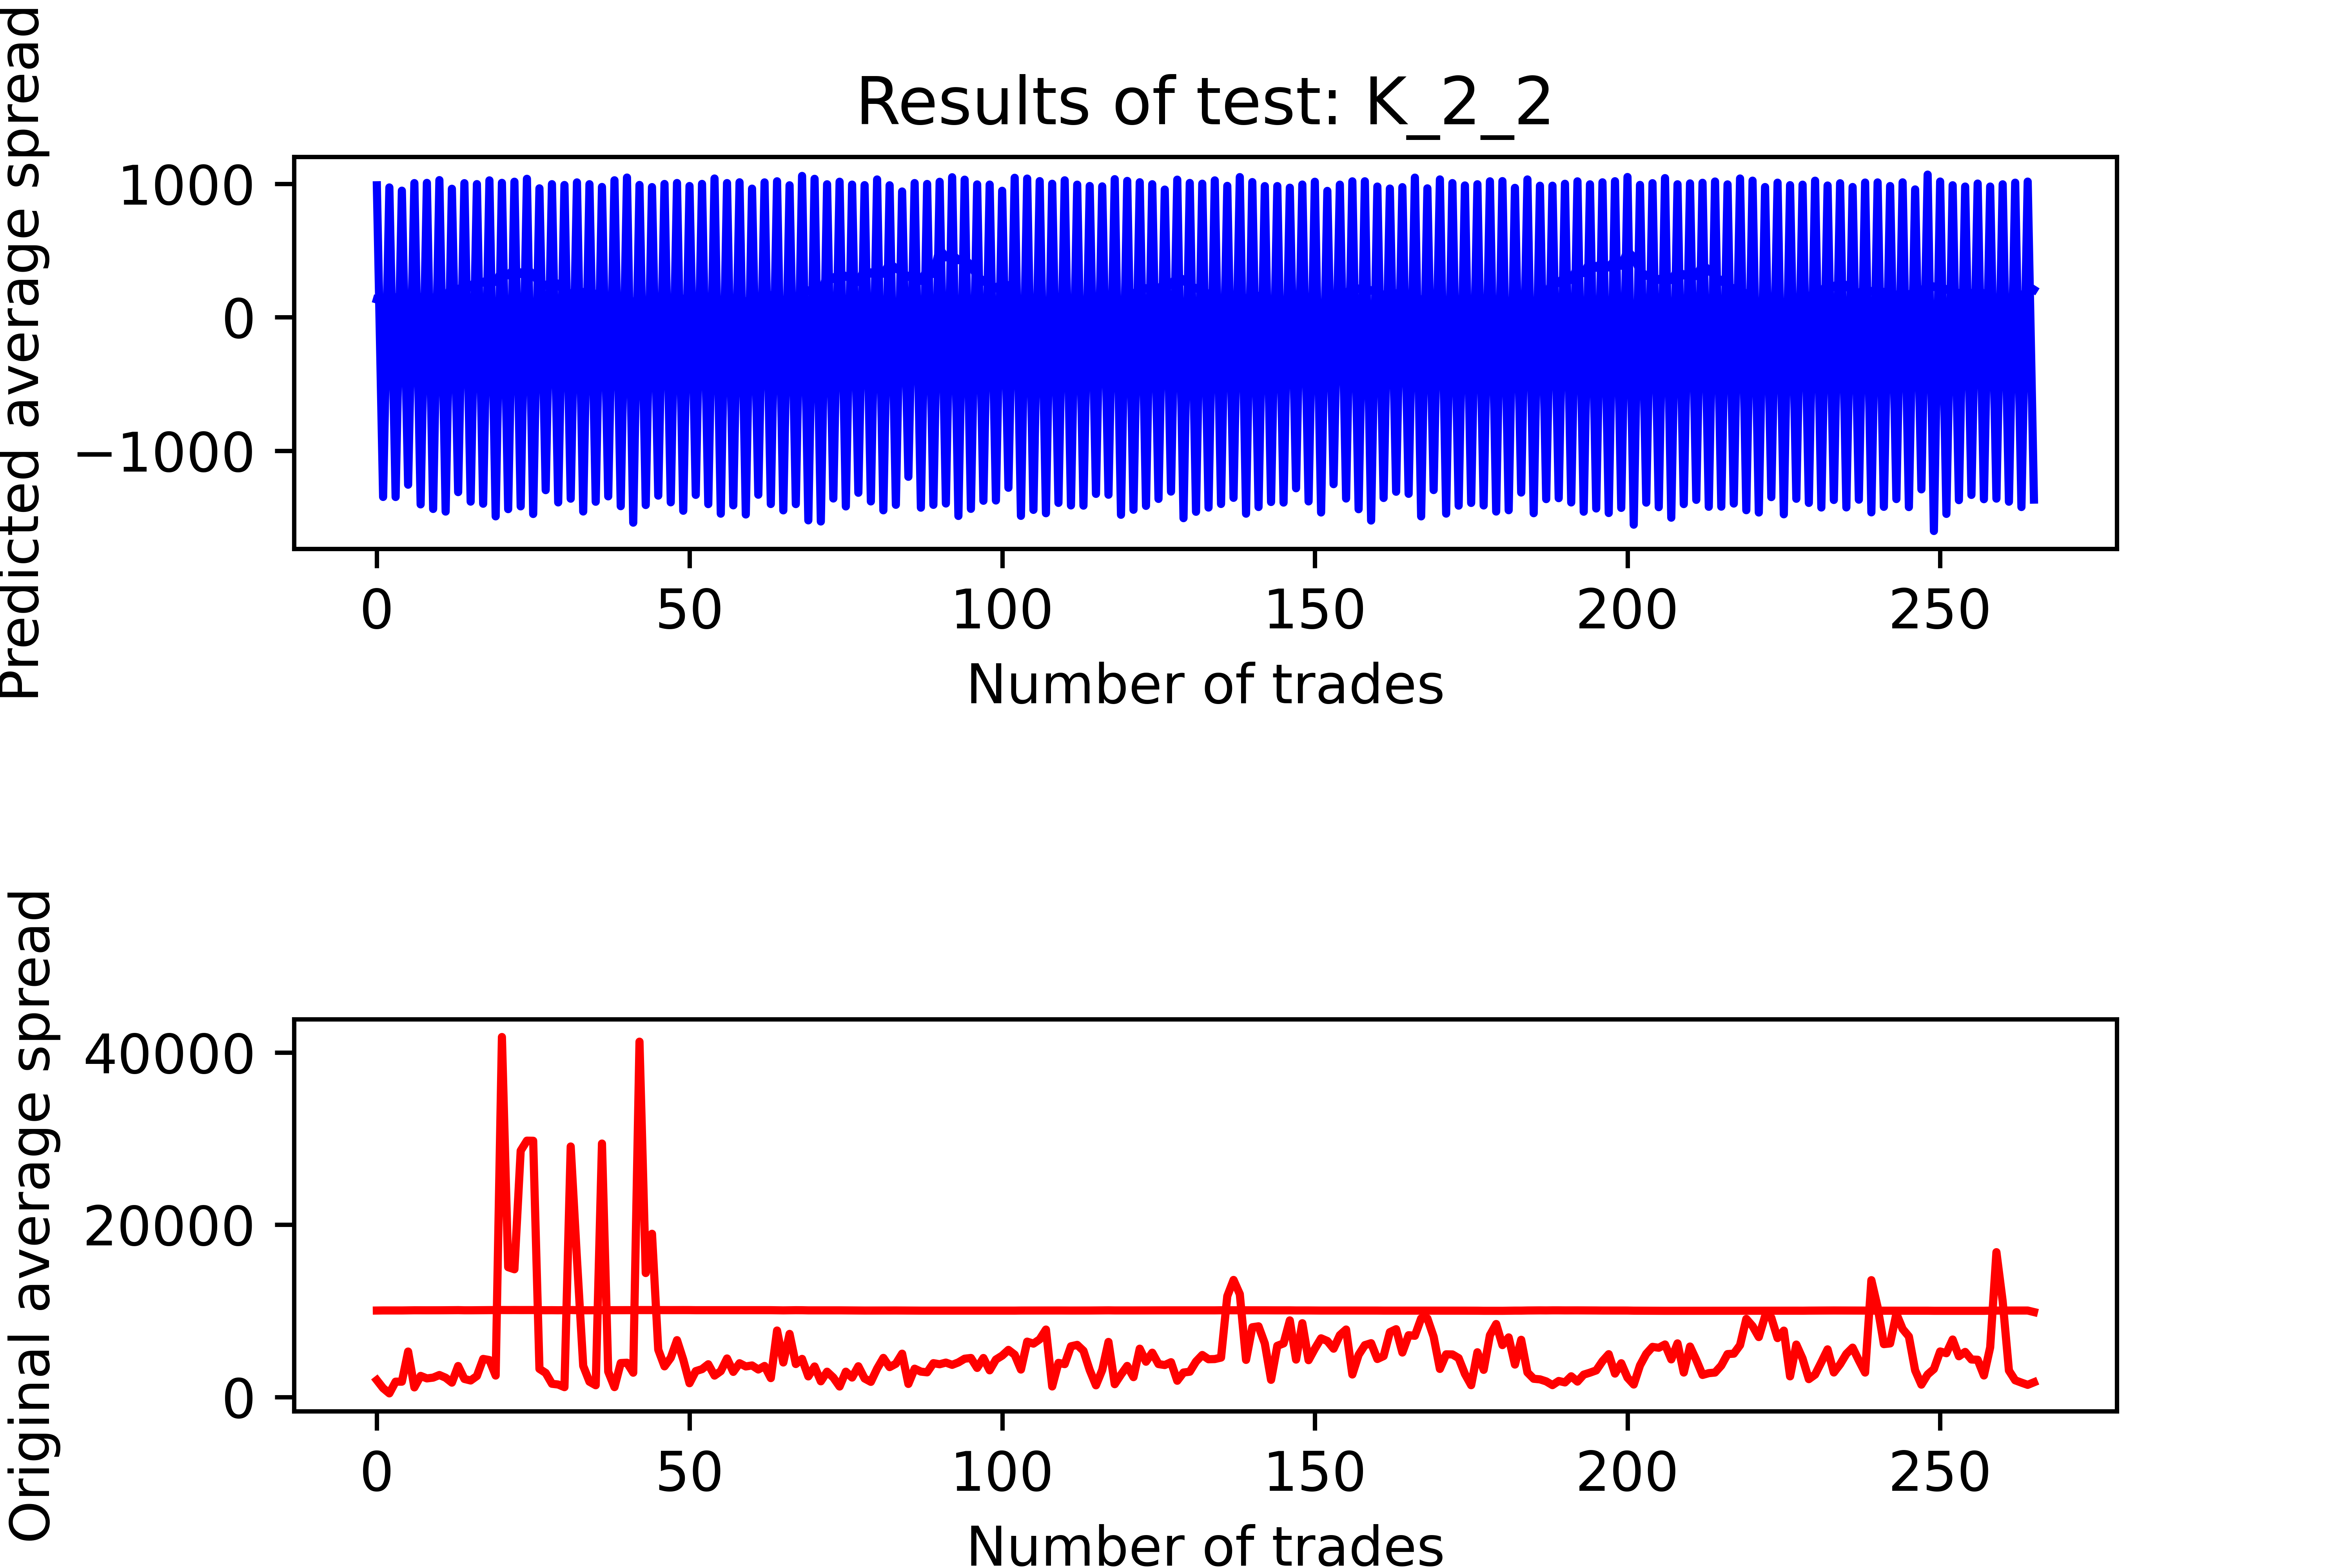 Results of test: K_2_2
Predicted average spread
1000
0
−1000
0 50 100 150 200 250
Number of trades
Original average spread
40000
20000
0
0 50 100 150 200 250
Number of trades